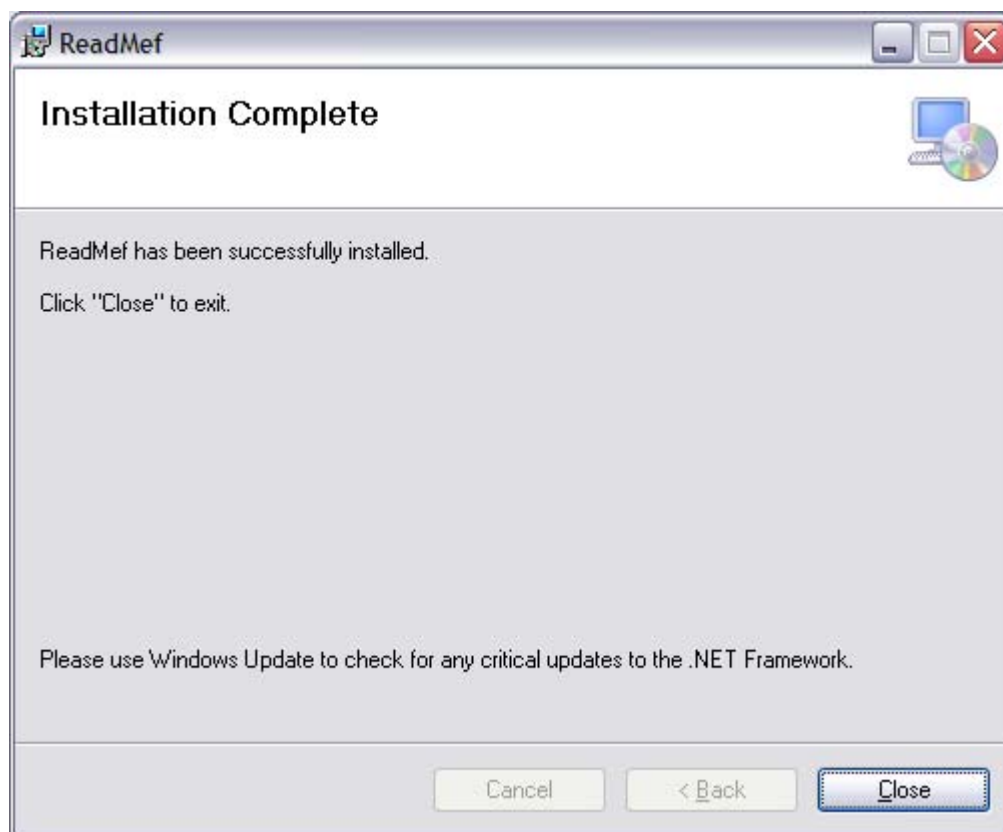 ReadMef
Installation Complete
ReadMef has been successfully installed.
Click "Close" to exit.
Please use Windows Update to check for any critical updates to the .NET Framework.
Cancel
< Back
Close